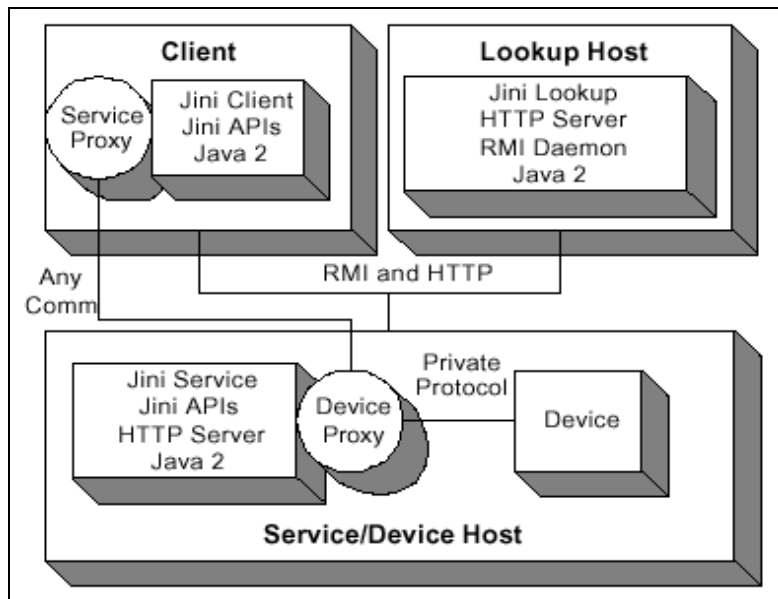 Client
Service
Proxy
Jini Client
Jini APIs
Java 2
Lookup Host
Jini Lookup
HTTP Server
RMI Daemon
Java 2
Any
Comm
RMI and HTTP
Jini Service
Jini APIs
HTTP Server
Java 2
Device
Proxy
Private
Protocol
Device
Service/Device Host